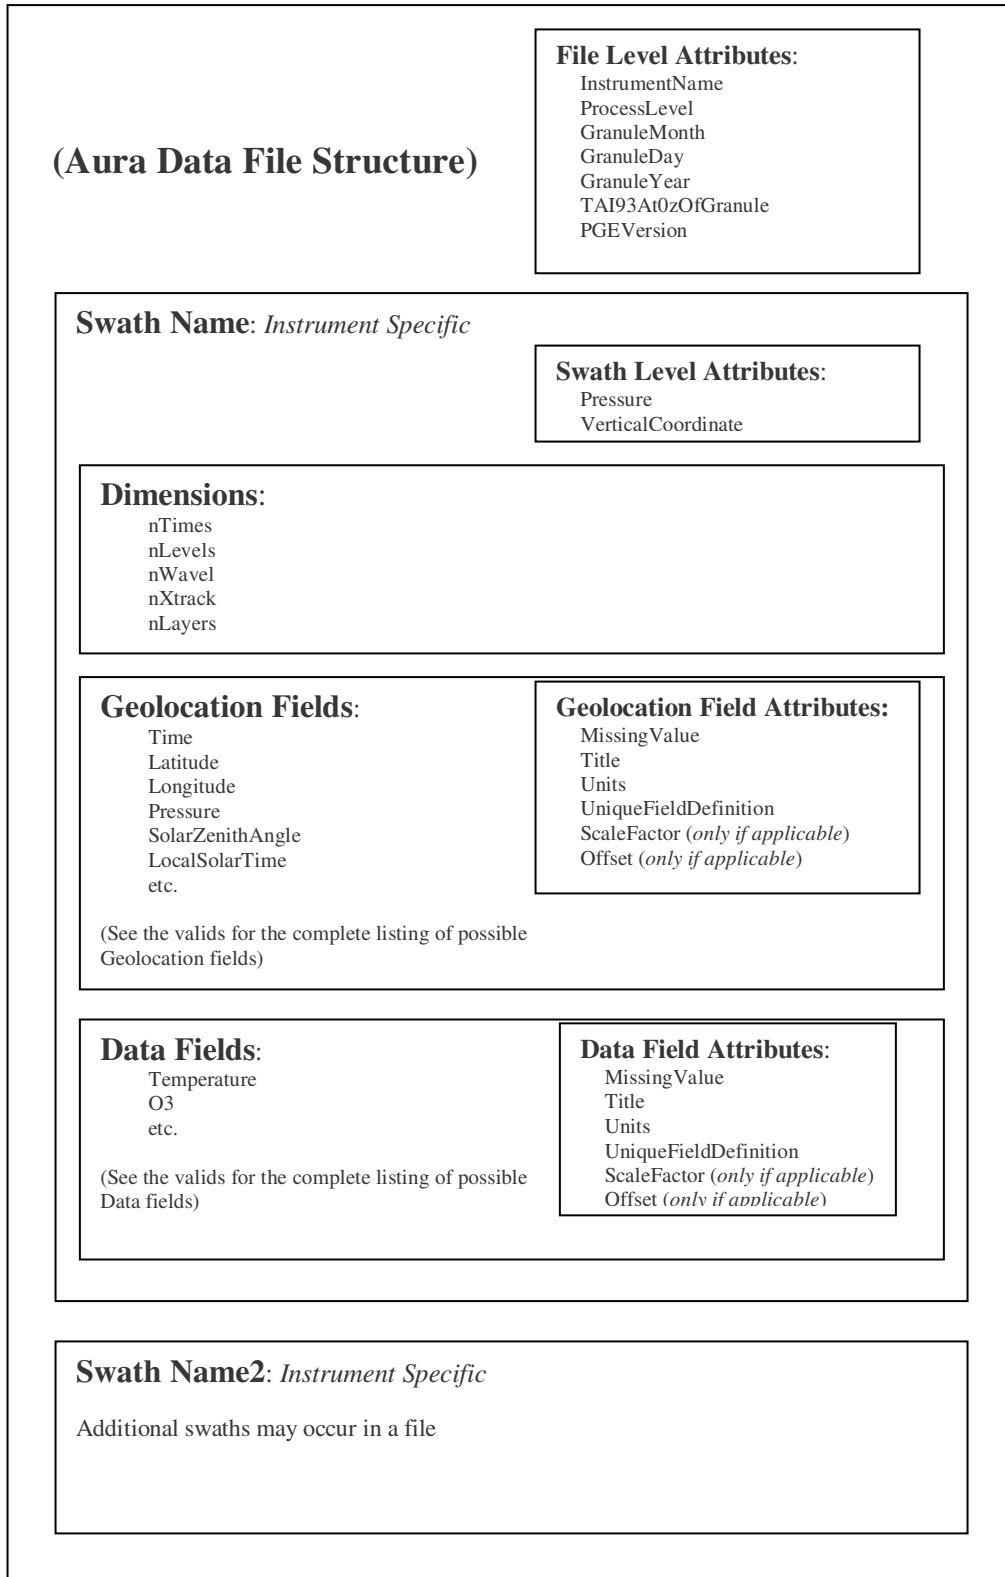 File Level Attributes:
InstrumentName
ProcessLevel
GranuleMonth
GranuleDay
GranuleYear
TAI93At0zOfGranule
PGEVersion
(Aura Data File Structure)
Swath Name: Instrument Specific
Swath Level Attributes:
Pressure
VerticalCoordinate
Dimensions:
nTimes
nLevels
nWavel
nXtrack
nLayers
Geolocation Fields:
Time
Latitude
Longitude
Pressure
SolarZenithAngle
LocalSolarTime
etc.
(See the valids for the complete listing of possible
Geolocation fields)
Geolocation Field Attributes:
MissingValue
Title
Units
UniqueFieldDefinition
ScaleFactor (only if applicable)
Offset (only if applicable)
Data Fields:
Temperature
O3
etc.
(See the valids for the complete listing of possible
Data fields)
Data Field Attributes:
MissingValue
Title
Units
UniqueFieldDefinition
ScaleFactor (only if applicable)
Offset (only if applicable)
Swath Name2: Instrument Specific
Additional swaths may occur in a file